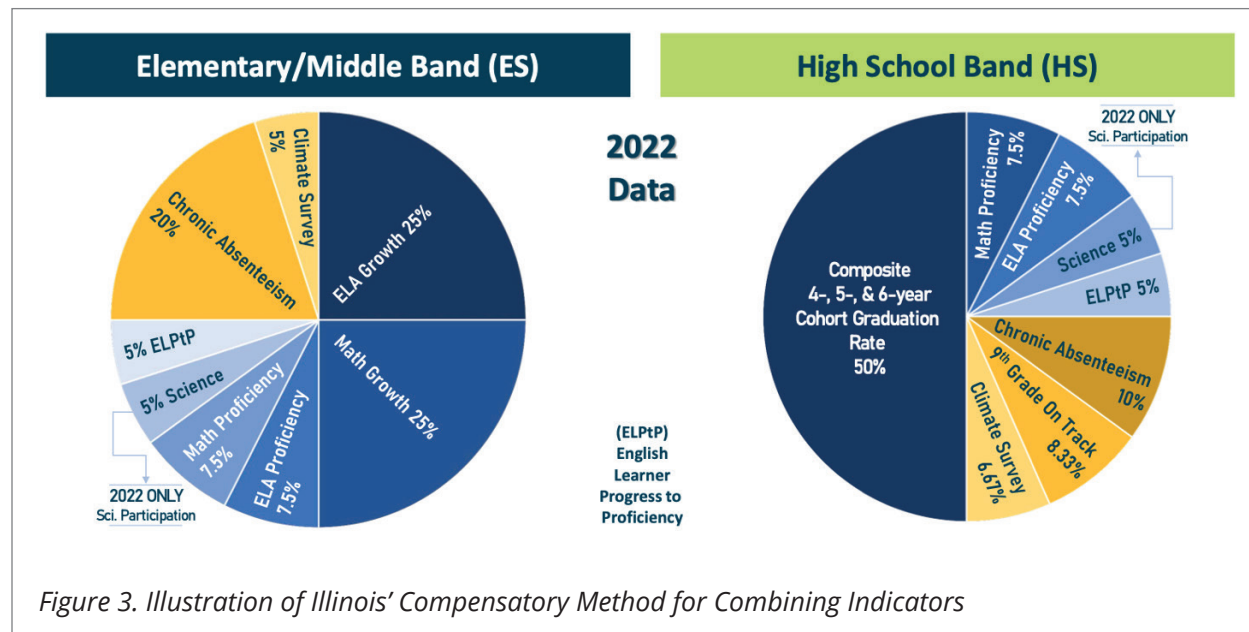 Elementary/Middle Band (ES)
High School Band (HS)
2022
Data
Climate Survey
5%
Chronic Absenteeism
20%
ELA Growth 25%
Math Growth 25%
5% ELPtP
5% Science
Math Proficiency
7.5%
ELA Proficiency
7.5%
2022 ONLY
Sci. Participation
(ELPtP)
English
Learner
Progress to
Proficiency
2022 ONLY
Sci. Participation
Math Proficiency
7.5%
ELA Proficiency
7.5%
Science 5%
ELPtP 5%
Composite
4-, 5-, & 6-year
Cohort Graduation
Rate
50%
Chronic Absenteeism
10%
9th Grade On Track
8.33%
Climate Survey
6.67%
Figure 3. Illustration of Illinois’ Compensatory Method for Combining Indicators